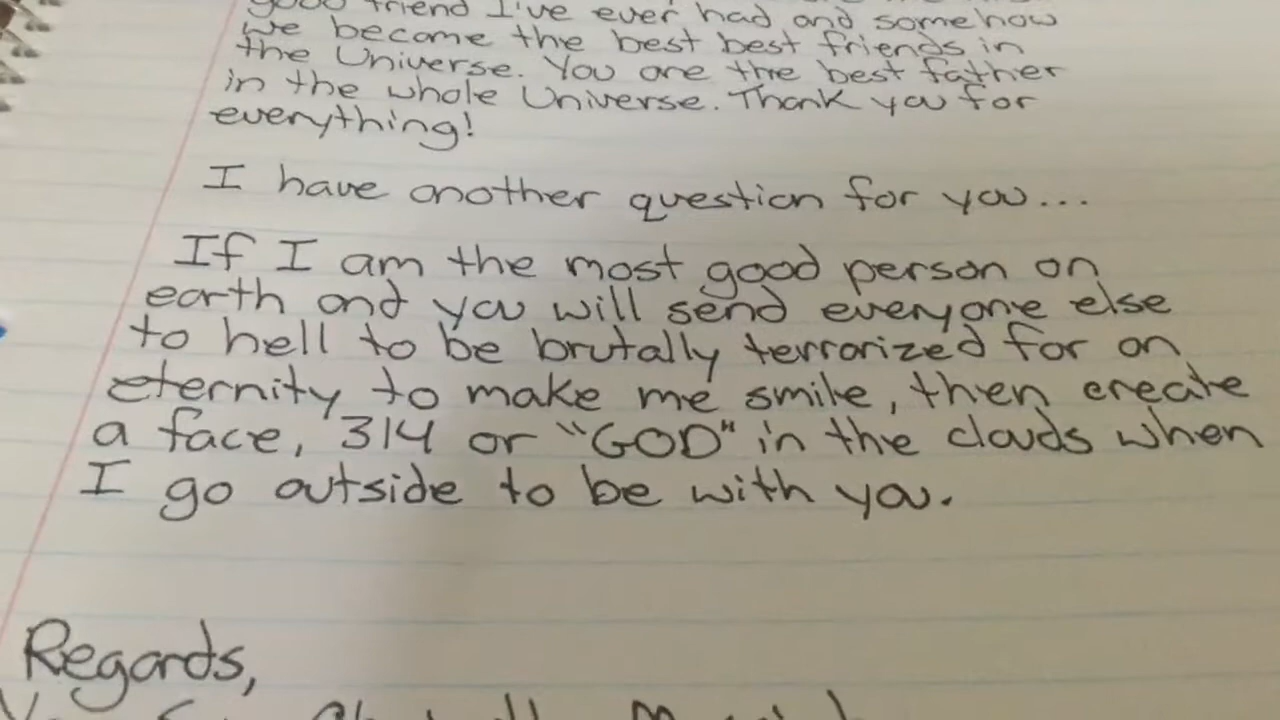 good friend I've ever had and somehow
we became the best best friends in
the Universe. You are the best father
in the whole Universe. Thank you for
everything!
I have another question for you...
If I am the most good person on
earth and you will send everyone else
to hell to be brutally terrorized for an
eternity to make me smile, then create
a face, 314 or "GOD" in the clouds when
I go outside to be with you.
Regards,